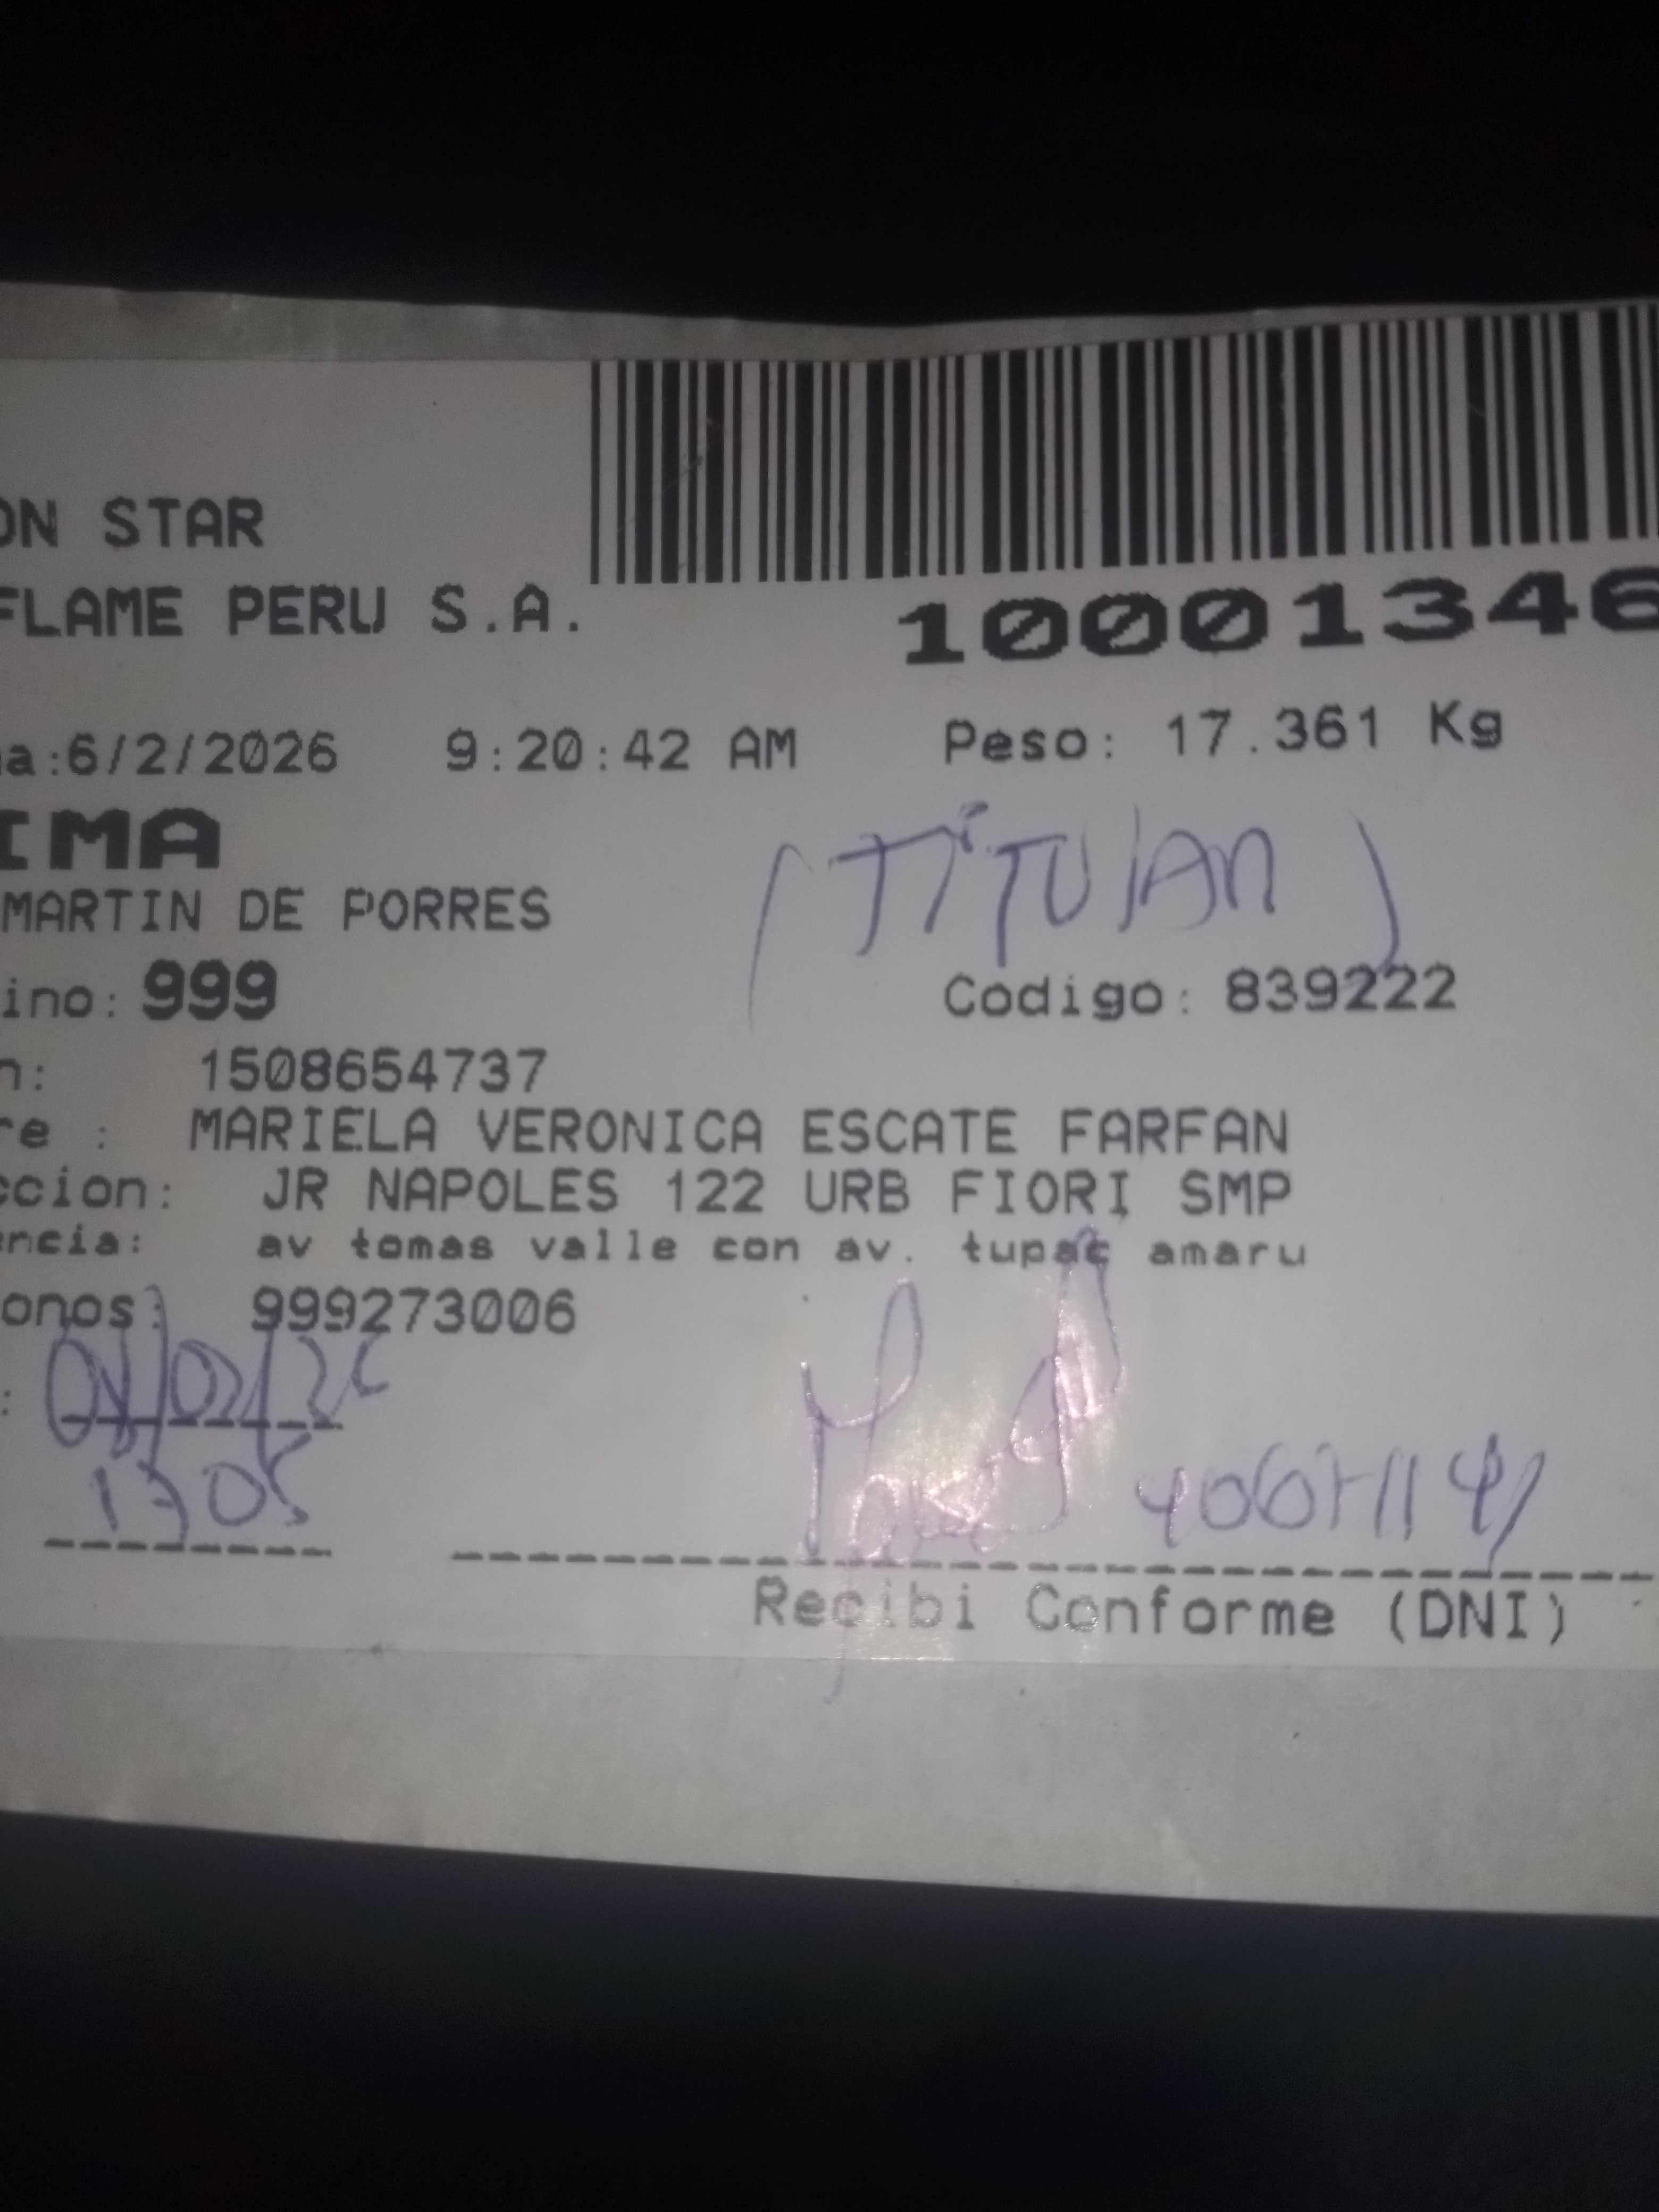 ON STAR
FLAME PERU S.A.
10001346
a:6/2/2026 9:20:42 AM Peso: 17.361 Kg
IMA
(TITULAR)
MARTIN DE PORRES
ino: 999 Codigo: 839222
n: 1508654737
re : MARIELA VERONICA ESCATE FARFAN
ccion: JR NAPOLES 122 URB FIORI SMP
encia: av tomas valle con av. tupac amaru
onos: 999273006
:
Recibi Conforme (DNI)